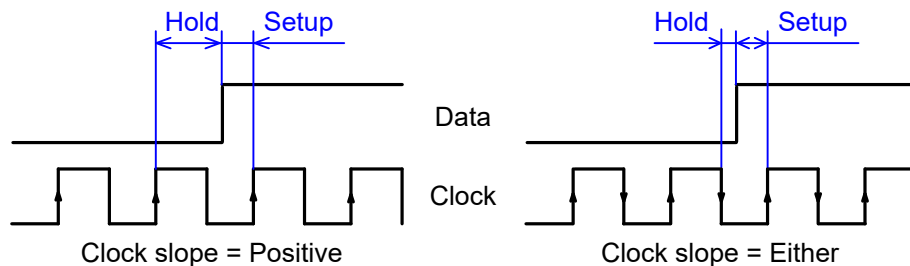 Hold Setup Hold Setup
Data
Clock
Clock slope = Positive Clock slope = Either